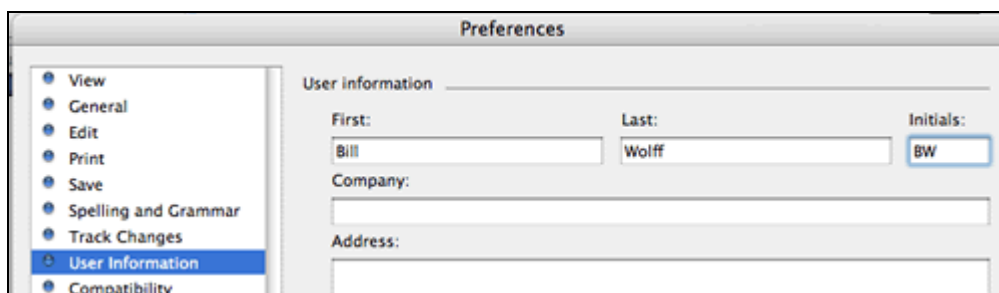 Preferences
View
General
Edit
Print
Save
Spelling and Grammar
Track Changes
User Information
Compatibility
User information
First: Last: Initials:
Bill Wolff BW
Company:
Address: